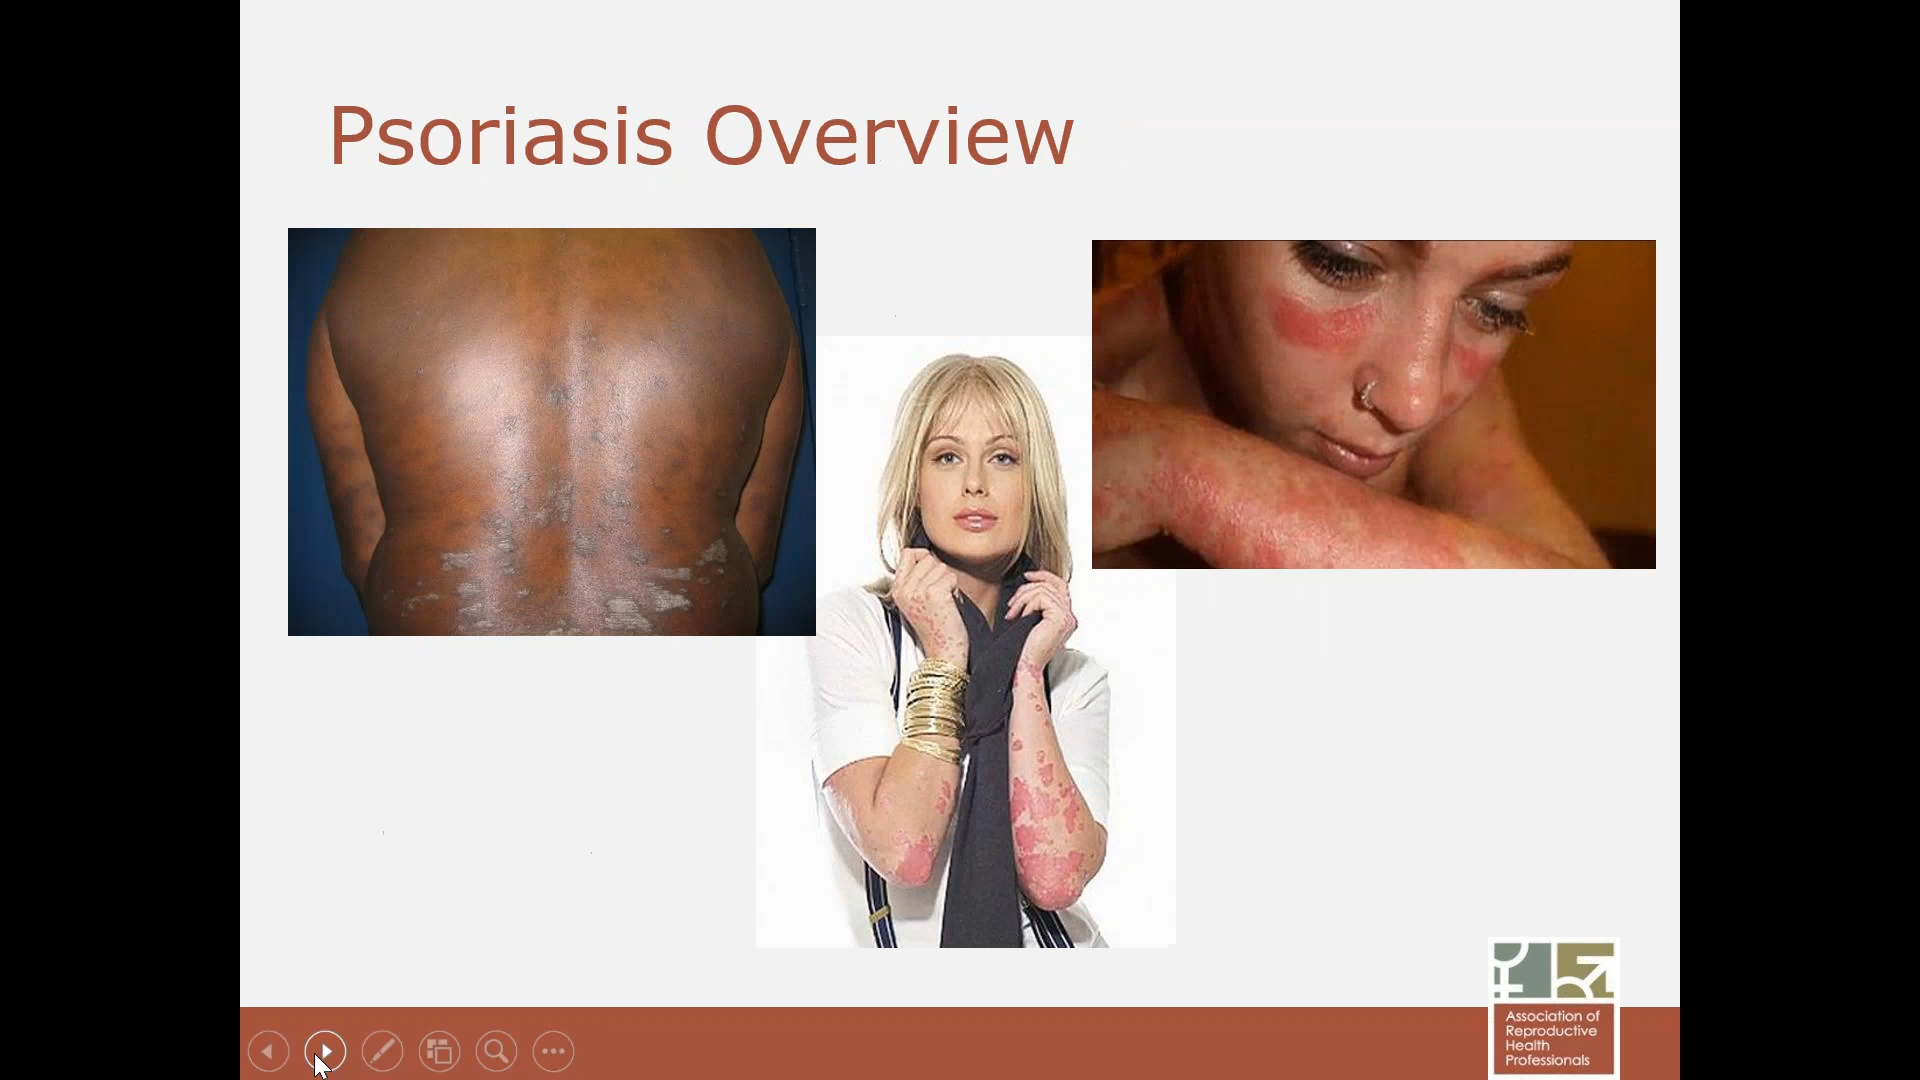 Psoriasis Overview
Association of
Reproductive
Health
Professionals